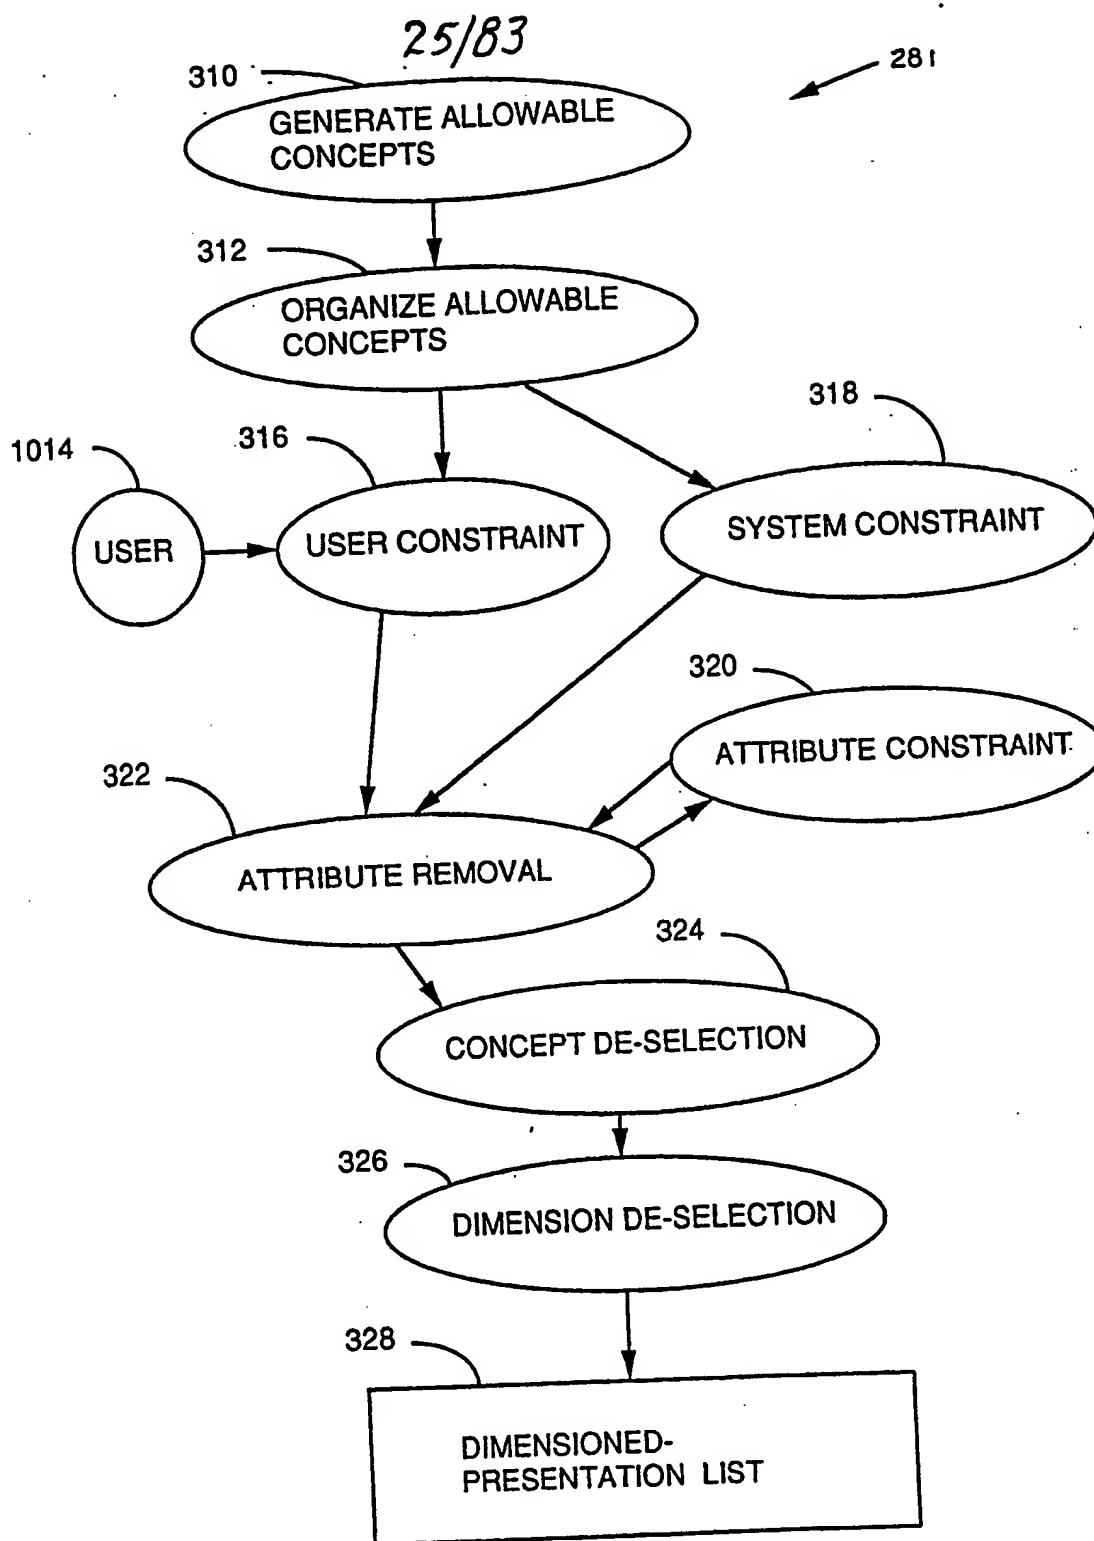 25/83
310
281
GENERATE ALLOWABLE
CONCEPTS
312
ORGANIZE ALLOWABLE
CONCEPTS
318
316
1014
SYSTEM CONSTRAINT
USER CONSTRAINT
USER
320
ATTRIBUTE CONSTRAINT
322
ATTRIBUTE REMOVAL
324
CONCEPT DE-SELECTION
326
DIMENSION DE-SELECTION
328
DIMENSIONED-
PRESENTATION LIST